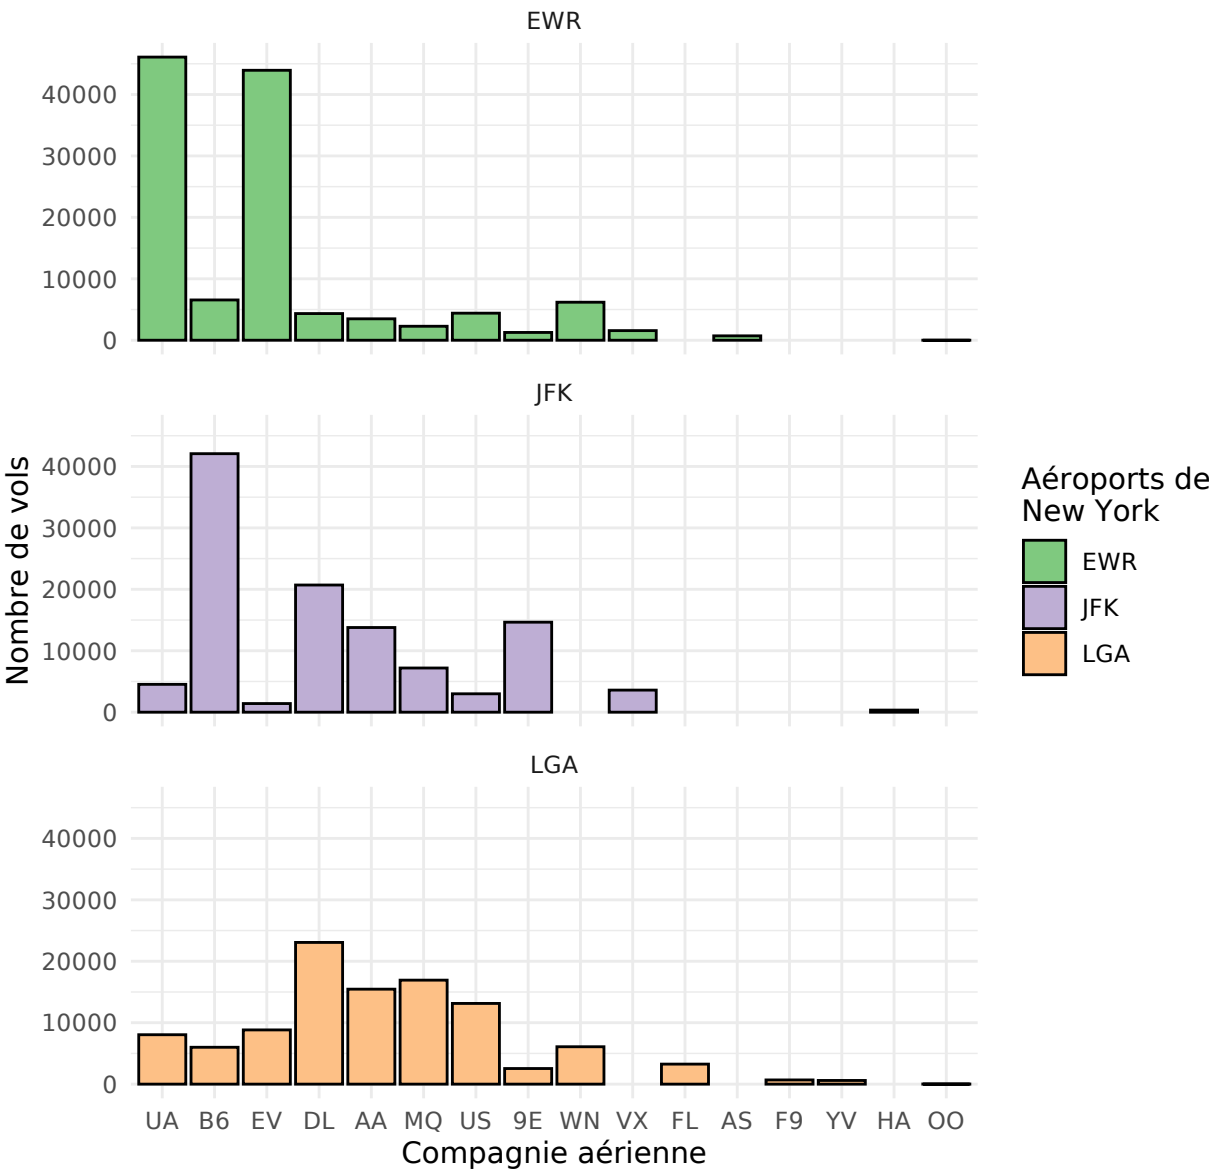 EWR
40000
30000
20000
10000
0
JFK
40000
30000
20000
10000
0
LGA
40000
30000
20000
10000
0
UA B6 EV DL AA MQ US 9E WN VX FL AS F9 YV HA OO
Compagnie aérienne
Nombre de vols
Aéroports de
New York
EWR
JFK
LGA